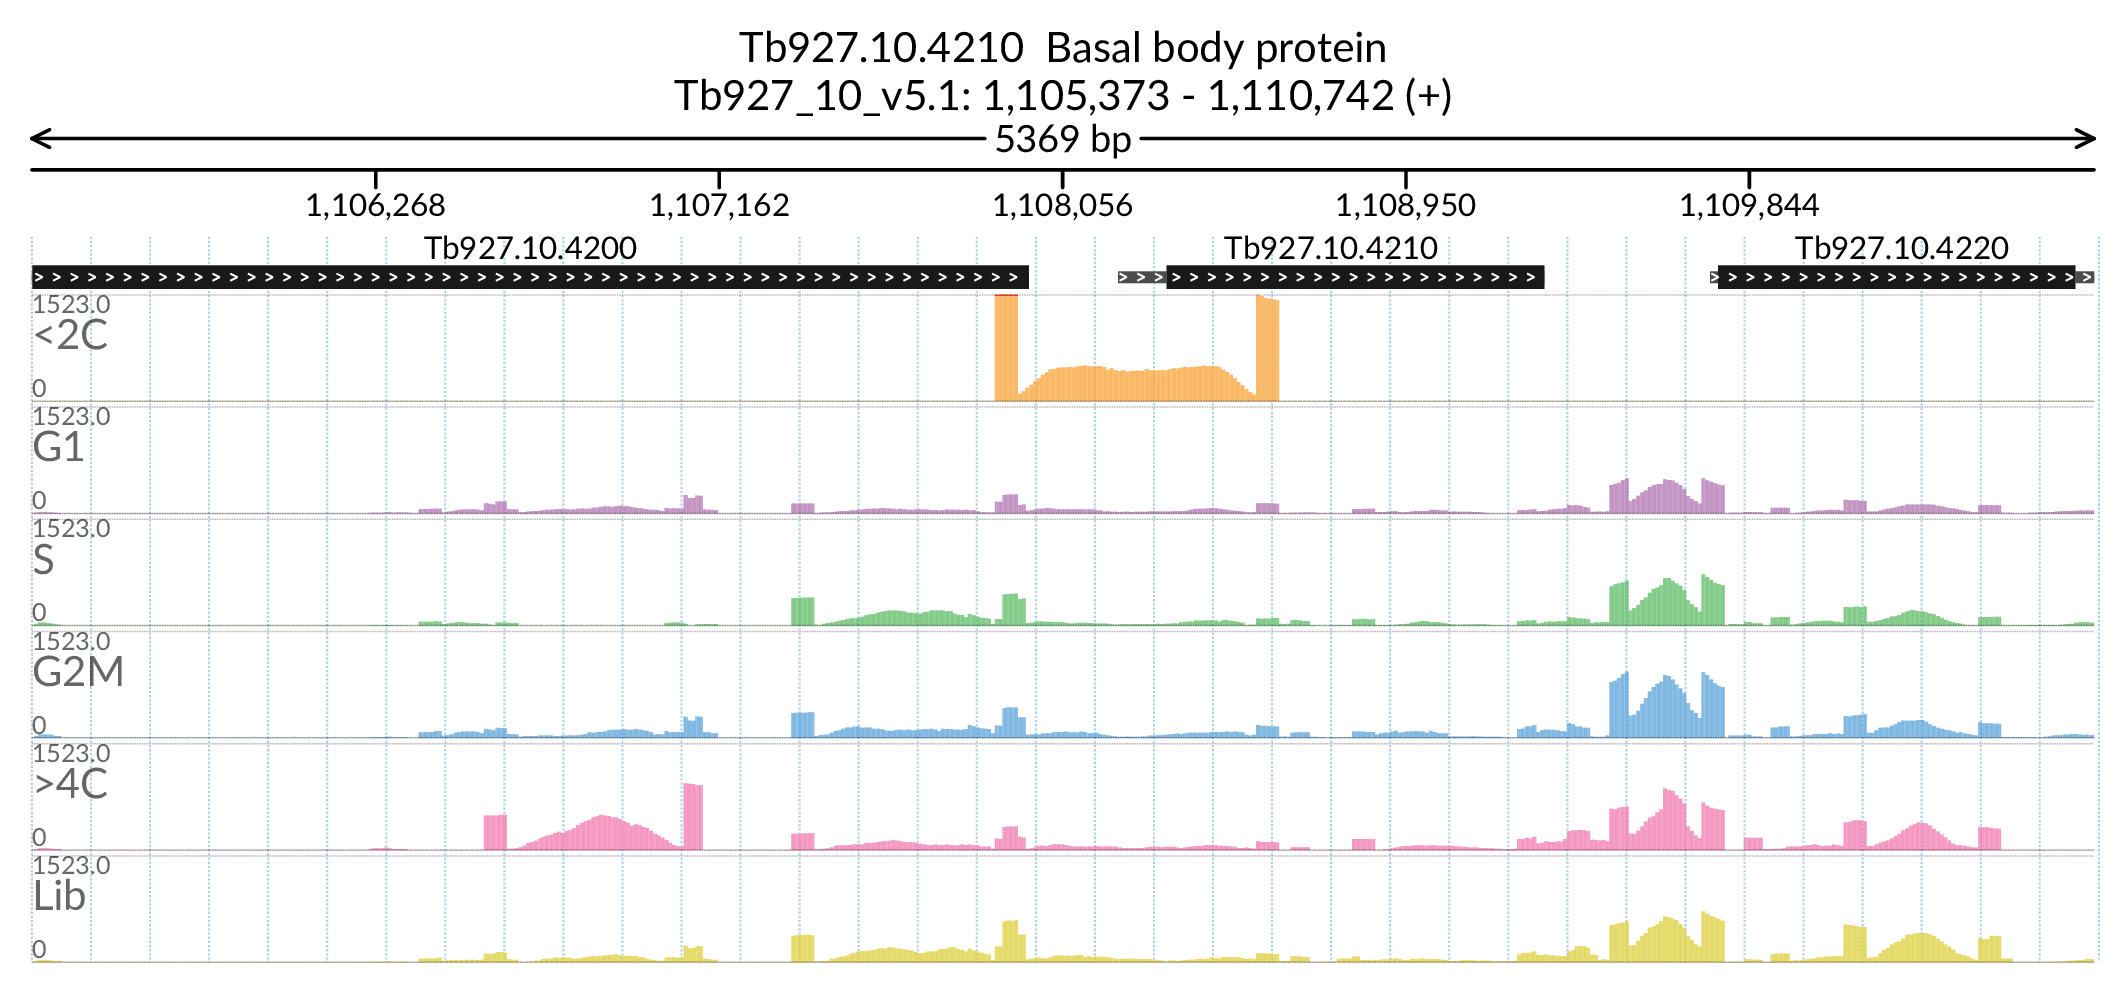 Tb927.10.4210  Basal body protein
Tb927_10_v5.1: 1,105,373 - 1,110,742 (+)
5369 bp
1,106,268 1,107,162 1,108,056 1,108,950 1,109,844
Tb927.10.4200 Tb927.10.4210 Tb927.10.4220
1523.0
<2C
0
1523.0
G1
0
1523.0
S
0
1523.0
G2M
0
1523.0
>4C
0
1523.0
Lib
0